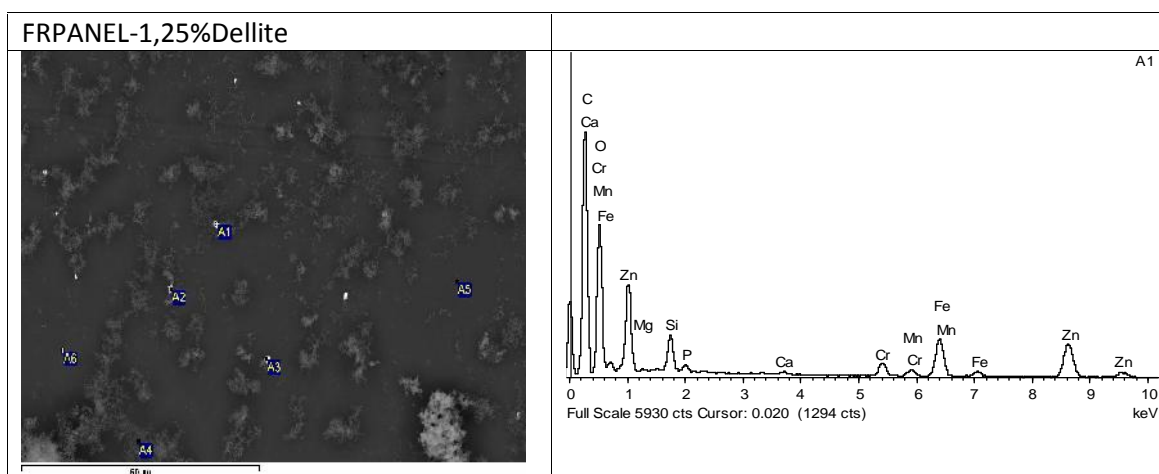 FRPANEL-1,25%Dellite
A1
A2
A3
A4
A5
A6
A1
C
Ca
O
Cr
Mn
Fe
Zn
Mg
Si
P
Ca
Cr
Mn
Cr
Fe
Mn
Fe
Zn
Zn
0 1 2 3 4 5 6 7 8 9 10
Full Scale 5930 cts Cursor: 0.020 (1294 cts) keV